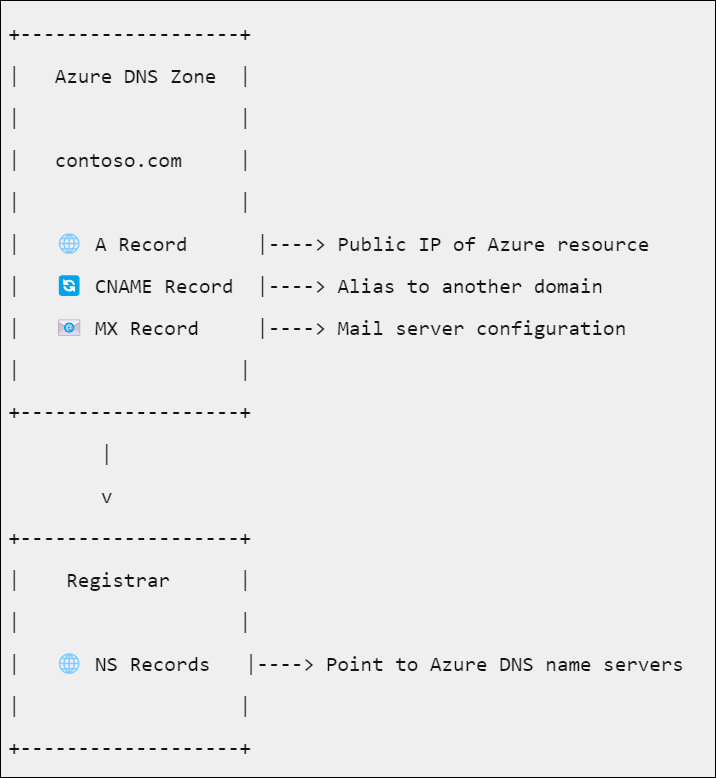 +-------------------+
|   Azure DNS Zone  |
|                   |
|   contoso.com     |
|                   |
|   🌐 A Record      |----> Public IP of Azure resource
|   🔄 CNAME Record  |----> Alias to another domain
|   📧 MX Record     |----> Mail server configuration
|                   |
+-------------------+
        |
        v
+-------------------+
|    Registrar      |
|                   |
|   🌐 NS Records   |----> Point to Azure DNS name servers
|                   |
+-------------------+